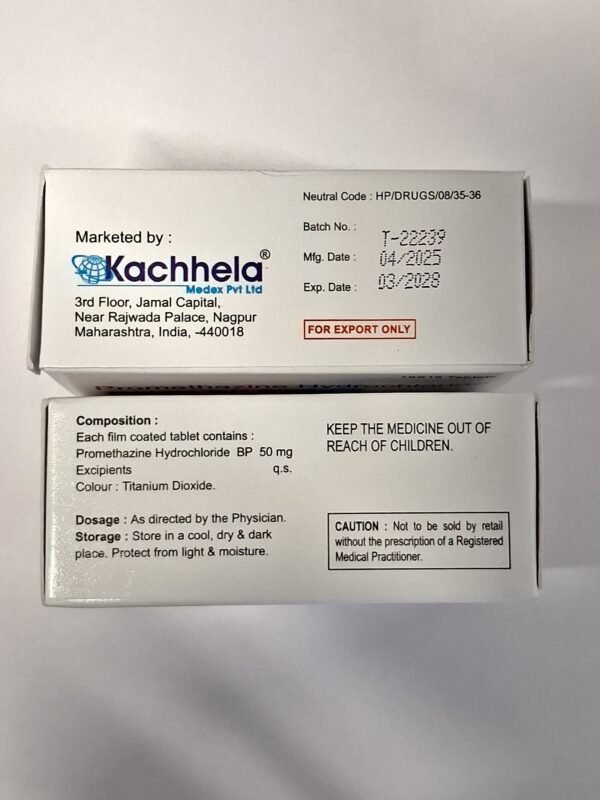 Neutral Code : HP/DRUGS/08/35-36
Batch No. : T-22239
Mfg. Date : 04/2025
Exp. Date : 03/2028
FOR EXPORT ONLY
Marketed by :
Kachhela®
Medex Pvt Ltd
3rd Floor, Jamal Capital,
Near Rajwada Palace, Nagpur
Maharashtra, India, -440018
Promethazine Hydrochlor
Composition :
Each film coated tablet contains :
Promethazine Hydrochloride BP 50 mg
Excipients q.s.
Colour : Titanium Dioxide.
Dosage : As directed by the Physician.
Storage : Store in a cool, dry & dark
place. Protect from light & moisture.
KEEP THE MEDICINE OUT OF
REACH OF CHILDREN.
CAUTION : Not to be sold by retail
without the prescription of a Registered
Medical Practitioner.